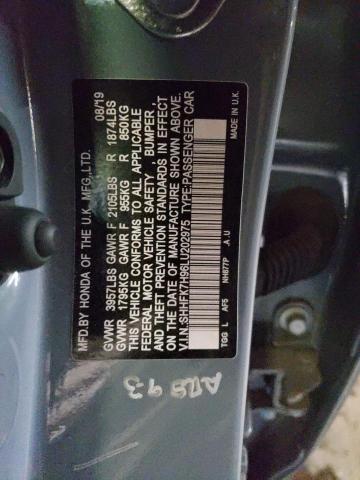 MFD.BY HONDA OF THE U.K. MFG.,LTD. 08/19
GVWR 3957LBS GAWR F 2105LBS R 1874LBS
GVWR 1795KG GAWR F 955KG R 850KG
THIS VEHICLE CONFORMS TO ALL APPLICABLE
FEDERAL MOTOR VEHICLE SAFETY , BUMPER ,
AND THEFT PREVENTION STANDARDS IN EFFECT
ON THE DATE OF MANUFACTURE SHOWN ABOVE.
V.I.N.:SHHFK7H96LU202975 TYPE:PASSENGER CAR
TGG L AF5 NH877P .A.U MADE IN U.K.